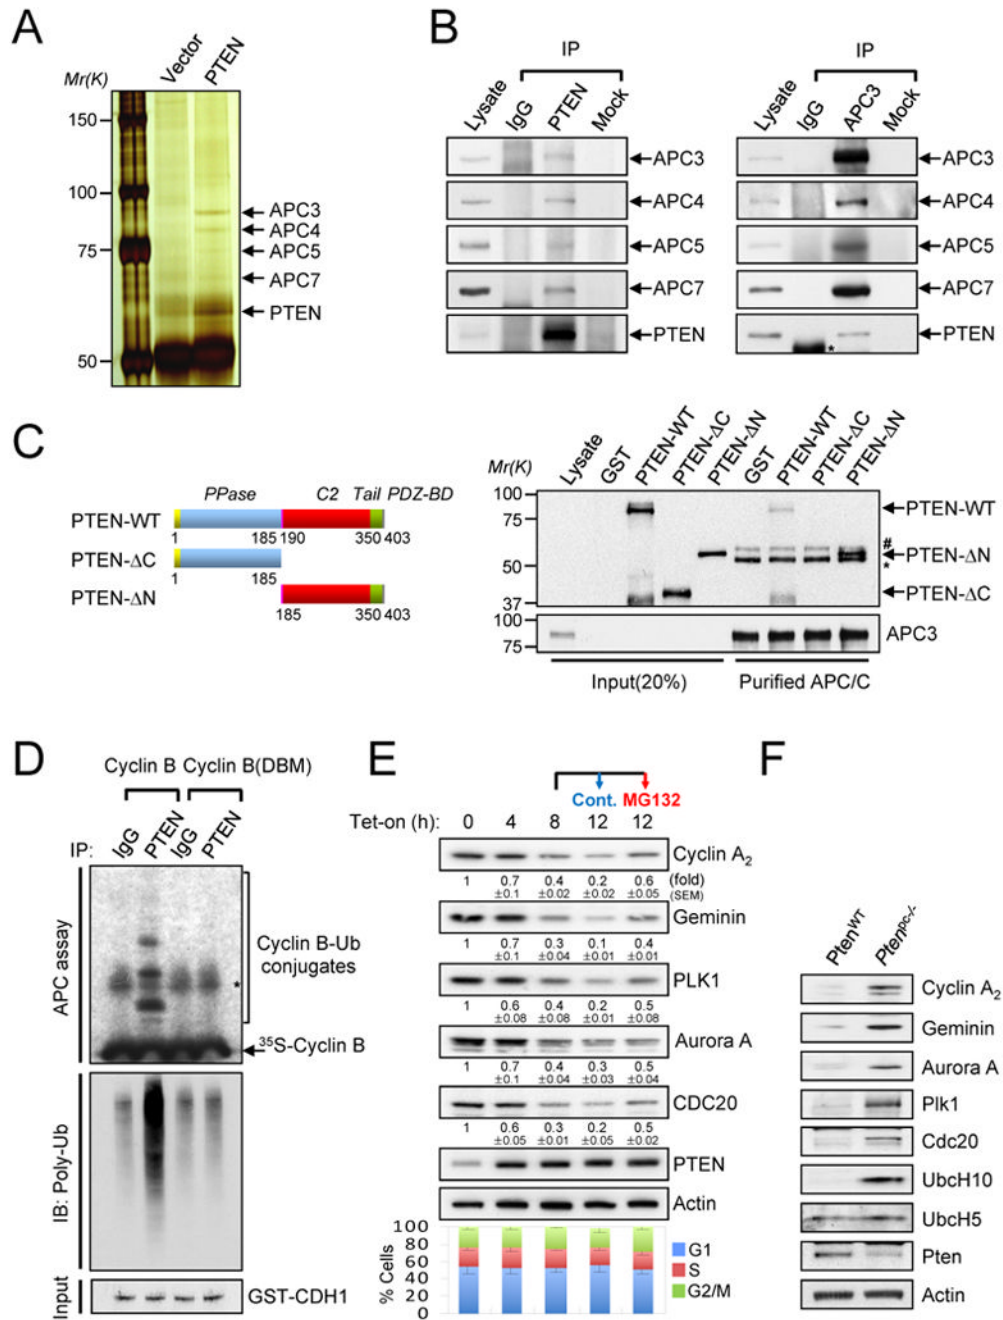 A
Vector
PTEN
Mr(K)
150
100
75
50
APC3
APC4
APC5
APC7
PTEN
B
IP
Lysate
IgG
PTEN
Mock
APC3
APC4
APC5
APC7
PTEN
IP
Lysate
IgG
APC3
Mock
APC3
APC4
APC5
APC7
PTEN
*
C
PPase C2 Tail PDZ-BD
PTEN-WT
1 185 190 350 403
PTEN-ΔC
1 185
PTEN-ΔN
185 350 403
Lysate
GST
PTEN-WT
PTEN-ΔC
PTEN-ΔN
GST
PTEN-WT
PTEN-ΔC
PTEN-ΔN
Mr(K)
100
75
50
37
100
75
PTEN-WT
#
PTEN-ΔN
*
PTEN-ΔC
APC3
Input(20%) Purified APC/C
D
Cyclin B Cyclin B(DBM)
IP: IgG PTEN IgG PTEN
APC assay
Cyclin B-Ub
conjugates
*
35S-Cyclin B
IB: Poly-Ub
Input
GST-CDH1
E
Cont. MG132
Tet-on (h): 0 4 8 12 12
Cyclin A2
1 0.7 0.4 0.2 0.6 (fold)
±0.1 ±0.02 ±0.02 ±0.05 (SEM)
Geminin
1 0.7 0.3 0.1 0.4
±0.1 ±0.04 ±0.01 ±0.01
PLK1
1 0.6 0.4 0.2 0.5
±0.08 ±0.08 ±0.01 ±0.08
Aurora A
1 0.7 0.4 0.3 0.5
±0.1 ±0.04 ±0.03 ±0.04
CDC20
1 0.6 0.3 0.2 0.5
±0.05 ±0.01 ±0.05 ±0.02
PTEN
Actin
% Cells
100
80
60
40
20
0
G1
S
G2/M
F
PtenWT
Ptenpc-/-
Cyclin A2
Geminin
Aurora A
Plk1
Cdc20
UbcH10
UbcH5
Pten
Actin